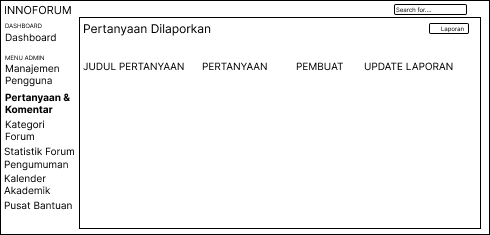 INNOFORUM
Search for....
DASHBOARD
Dashboard
MENU ADMIN
Manajemen
Pengguna
Pertanyaan &
Komentar
Kategori
Forum
Statistik Forum
Pengumuman
Kalender
Akademik
Pusat Bantuan
Pertanyaan Dilaporkan
Laporan
JUDUL PERTANYAAN PERTANYAAN PEMBUAT UPDATE LAPORAN